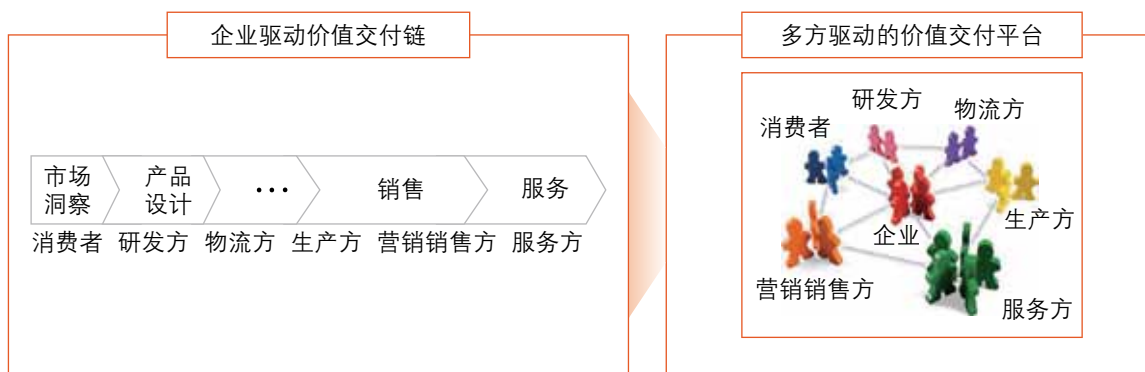 企业驱动价值交付链
市场
洞察
产品
设计
···
销售
服务
消费者 研发方 物流方 生产方 营销销售方 服务方
多方驱动的价值交付平台
研发方
物流方
消费者
生产方
企业
营销销售方
服务方